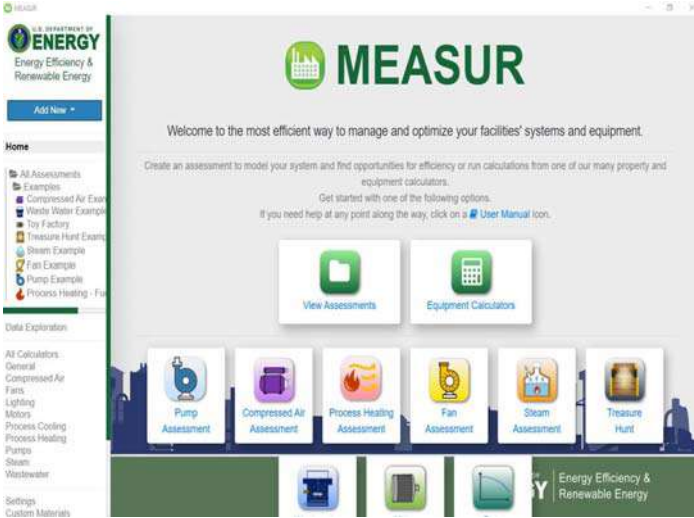 MEASUR
U.S. DEPARTMENT OF
ENERGY
Energy Efficiency &
Renewable Energy
Add New
Home
All Assessments
Examples
Compressed Air Exam
Waste Water Example
Toy Factory
Treasure Hunt Examp
Steam Example
Fan Example
Pump Example
Process Heating - Fue
Data Exploration
All Calculators
General
Compressed Air
Fans
Lighting
Motors
Process Cooling
Process Heating
Pumps
Steam
Wastewater
Settings
Custom Materials
MEASUR
Welcome to the most efficient way to manage and optimize your facilities' systems and equipment.
Create an assessment to model your system and find opportunities for efficiency or run calculations from one of our many property and
equipment calculators.
Get started with one of the following options.
If you need help at any point along the way, click on a User Manual icon.
View Assessments
Equipment Calculators
Pump
Assessment
Compressed Air
Assessment
Process Heating
Assessment
Fan
Assessment
Steam
Assessment
Treasure
Hunt
Y
Energy Efficiency &
Renewable Energy